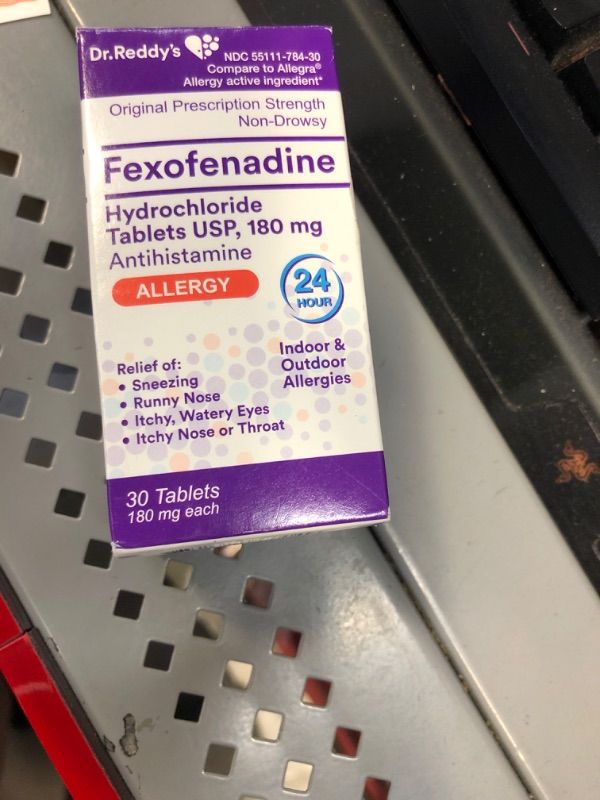 Dr.Reddy's
NDC 55111-784-30
Compare to Allegra®
Allergy active ingredient*
Original Prescription Strength
Non-Drowsy
Fexofenadine
Hydrochloride
Tablets USP, 180 mg
Antihistamine
ALLERGY
24
HOUR
Relief of:
• Sneezing
• Runny Nose
• Itchy, Watery Eyes
• Itchy Nose or Throat
Indoor &
Outdoor
Allergies
30 Tablets
180 mg each